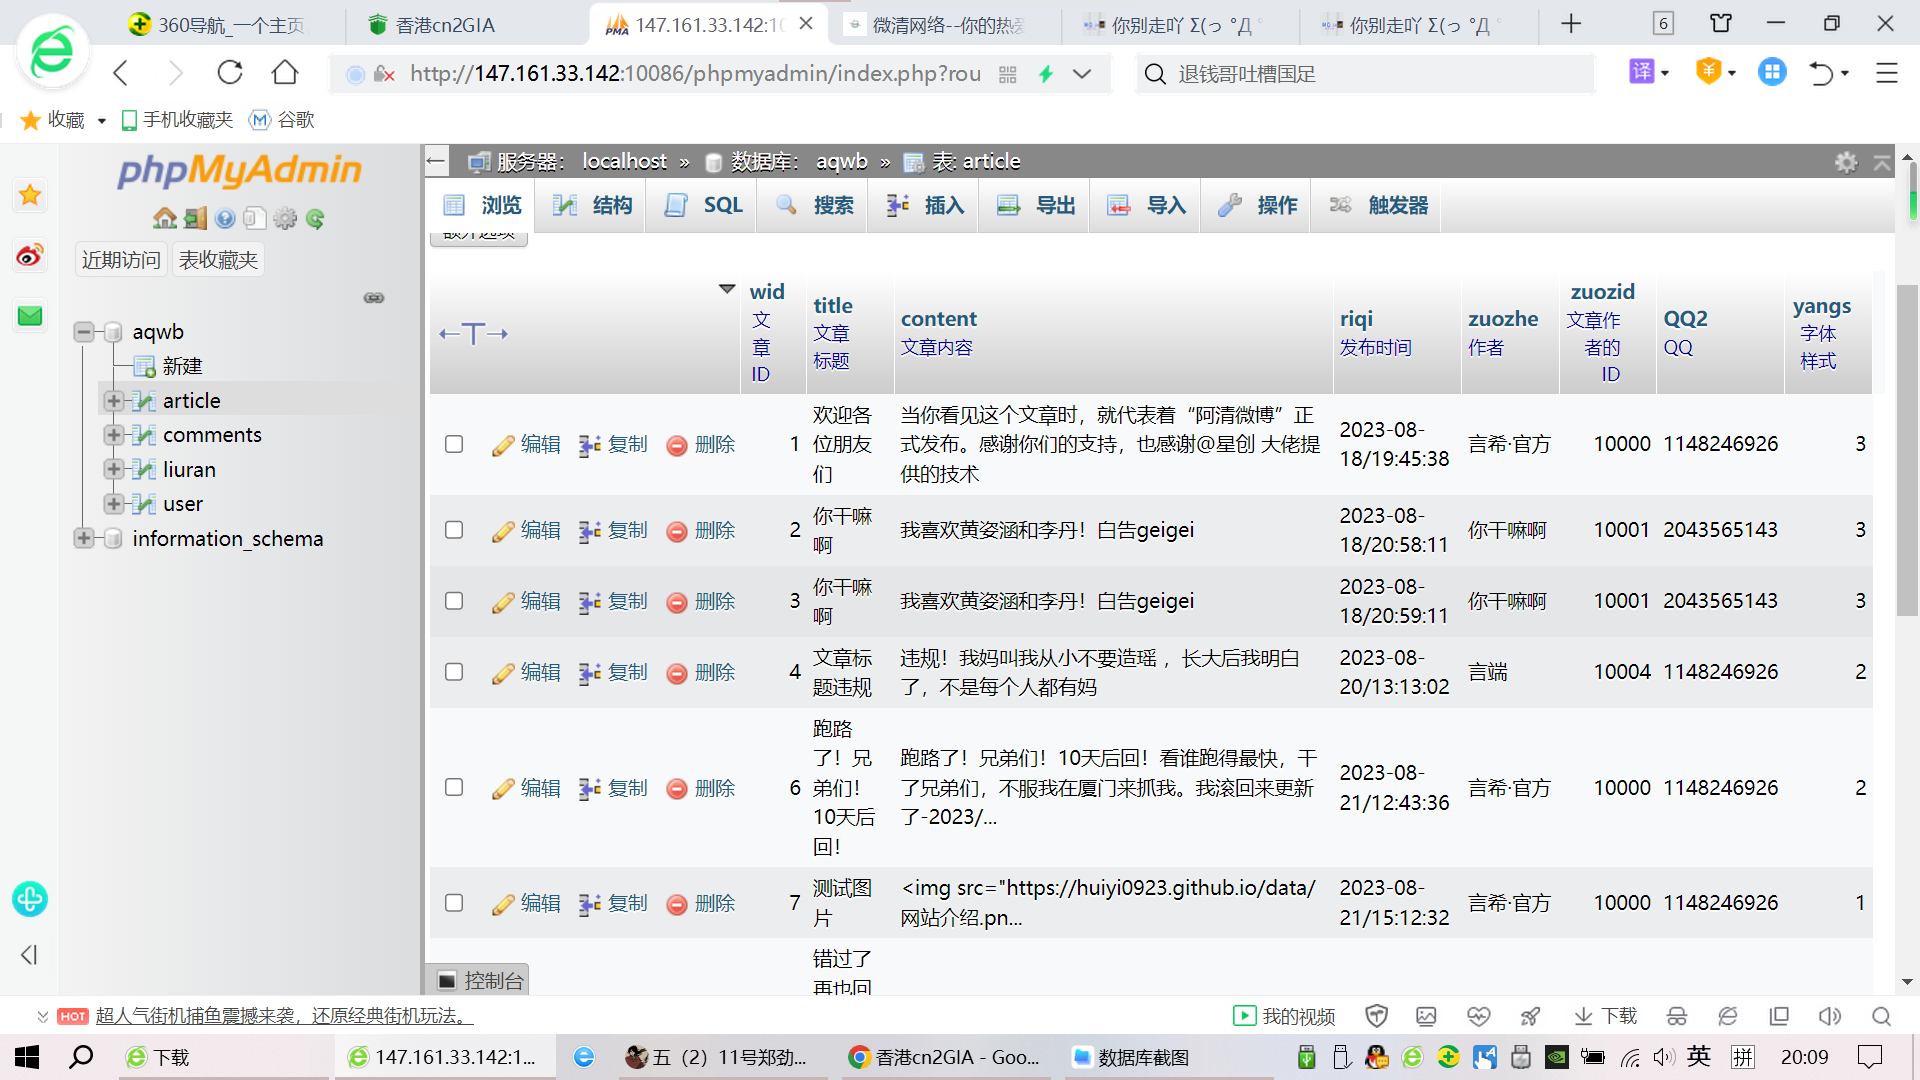 360导航_一个主页
香港cn2GIA
147.161.33.142:10
微清网络--你的热爱
你别走吖 Σ(っ °Д °
你别走吖 Σ(っ °Д °
6
http://147.161.33.142:10086/phpmyadmin/index.php?rou
退钱哥吐槽国足
译
收藏
手机收藏夹
谷歌
phpMyAdmin
近期访问
表收藏夹
aqwb
新建
article
comments
liuran
user
information_schema
服务器： localhost » 数据库： aqwb » 表: article
浏览 结构 SQL 搜索 插入 导出 导入 操作 触发器
额外选项
←T→
wid
文
章
ID
title
文章
标题
content
文章内容
riqi
发布时间
zuozhe
作者
zuozid
文章作
者的
ID
QQ2
QQ
yangs
字体
样式
编辑 复制 删除
1
欢迎各
位朋友
们
当你看见这个文章时，就代表着“阿清微博”正
式发布。感谢你们的支持，也感谢@星创 大佬提
供的技术
2023-08-
18/19:45:38
言希·官方
10000
1148246926
3
编辑 复制 删除
2
你干嘛
啊
我喜欢黄姿涵和李丹！白告geigei
2023-08-
18/20:58:11
你干嘛啊
10001
2043565143
3
编辑 复制 删除
3
你干嘛
啊
我喜欢黄姿涵和李丹！白告geigei
2023-08-
18/20:59:11
你干嘛啊
10001
2043565143
3
编辑 复制 删除
4
文章标
题违规
违规！我妈叫我从小不要造瑶 ，长大后我明白
了，不是每个人都有妈
2023-08-
20/13:13:02
言端
10004
1148246926
2
编辑 复制 删除
6
跑路
了！兄
弟们！
10天后
回！
跑路了！兄弟们！10天后回！看谁跑得最快，干
了兄弟们，不服我在厦门来抓我。我滚回来更新
了-2023/...
2023-08-
21/12:43:36
言希·官方
10000
1148246926
2
编辑 复制 删除
7
测试图
片
<img src="https://huiyi0923.github.io/data/
网站介绍.pn...
2023-08-
21/15:12:32
言希·官方
10000
1148246926
1
错过了
再也回
控制台
HOT 超人气街机捕鱼震撼来袭，还原经典街机玩法。
我的视频
下载
下载
147.161.33.142:1...
五（2）11号郑劲...
香港cn2GIA - Goo...
数据库截图
英
拼
20:09